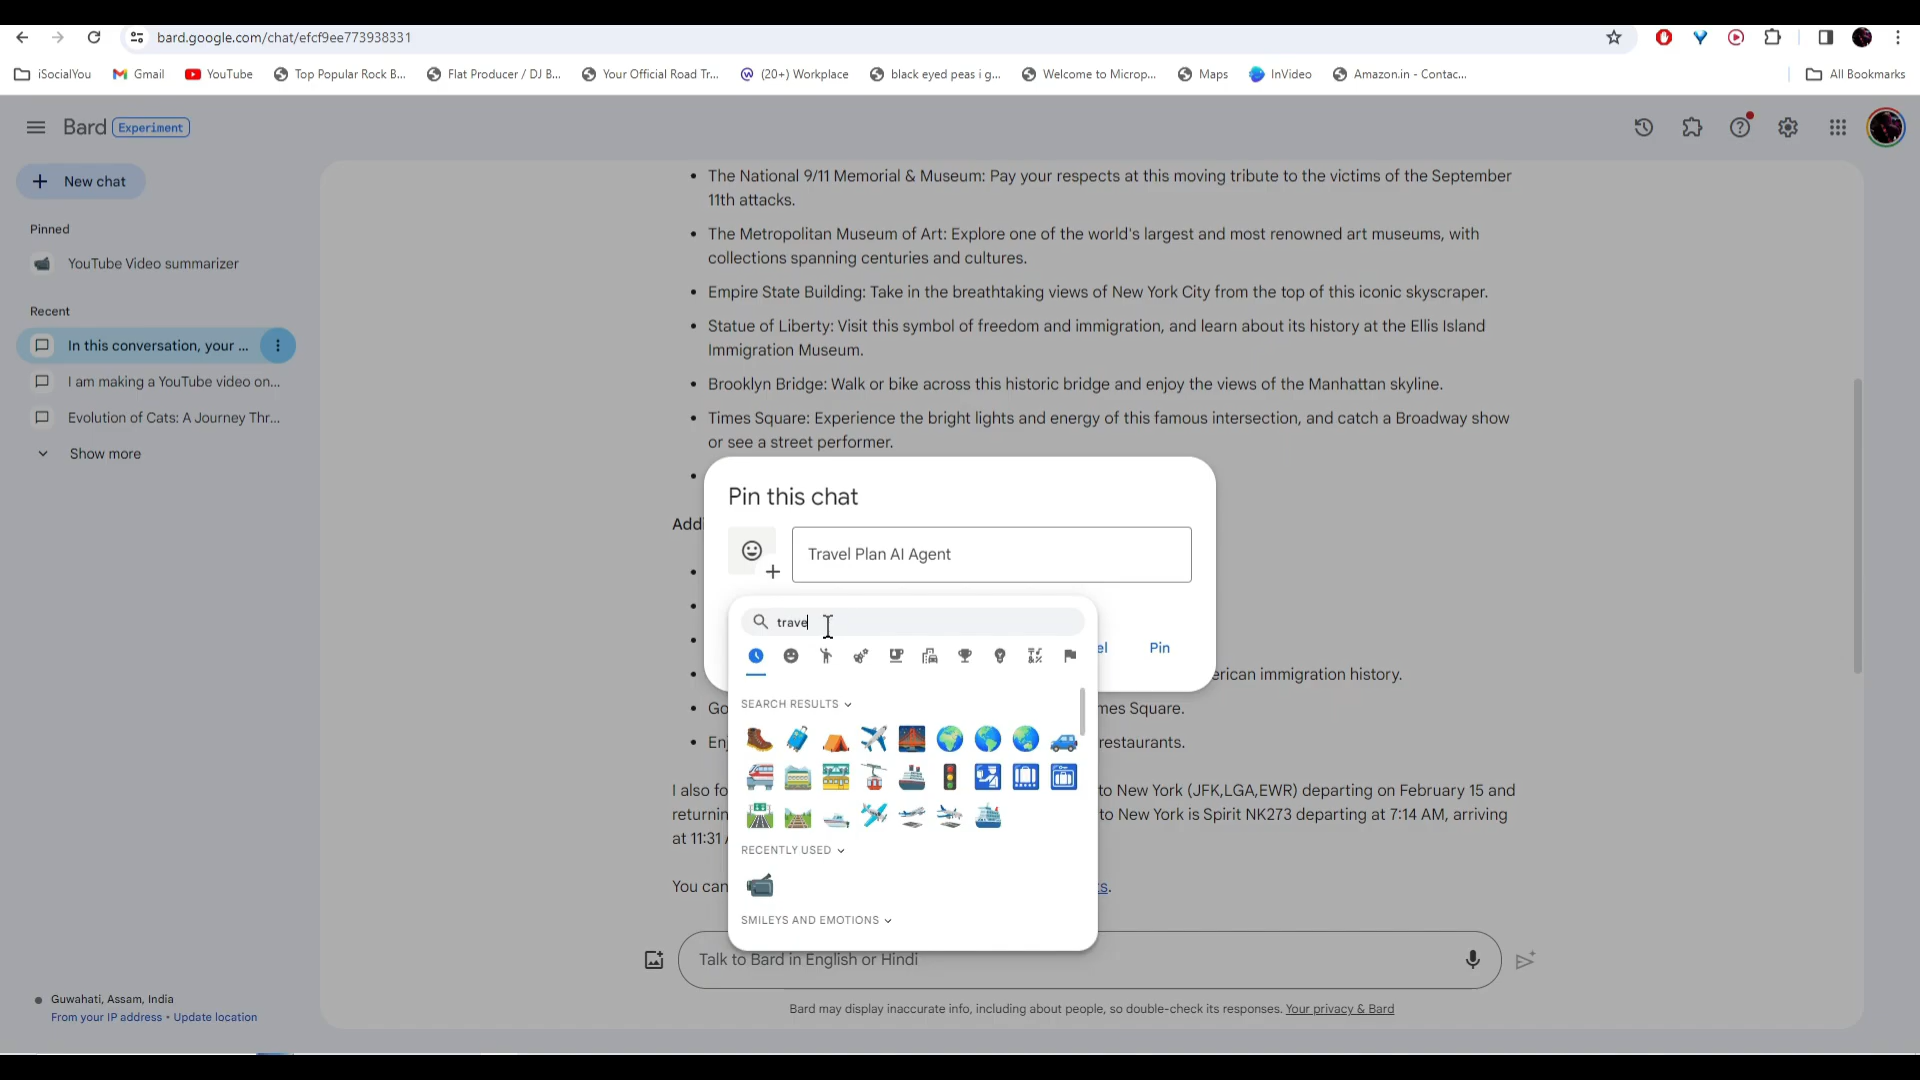 bard.google.com/chat/efcf9ee773938331
iSocialYou
Gmail
YouTube
Top Popular Rock B...
Flat Producer / DJ B...
Your Official Road Tr...
(20+) Workplace
black eyed peas i g...
Welcome to Microp...
Maps
InVideo
Amazon.in - Contac...
All Bookmarks
Bard Experiment
New chat
Pinned
YouTube Video summarizer
Recent
In this conversation, your ...
I am making a YouTube video on...
Evolution of Cats: A Journey Thr...
Show more
Guwahati, Assam, India
From your IP address • Update location
• The National 9/11 Memorial & Museum: Pay your respects at this moving tribute to the victims of the September
11th attacks.
• The Metropolitan Museum of Art: Explore one of the world's largest and most renowned art museums, with
collections spanning centuries and cultures.
• Empire State Building: Take in the breathtaking views of New York City from the top of this iconic skyscraper.
• Statue of Liberty: Visit this symbol of freedom and immigration, and learn about its history at the Ellis Island
Immigration Museum.
• Brooklyn Bridge: Walk or bike across this historic bridge and enjoy the views of the Manhattan skyline.
• Times Square: Experience the bright lights and energy of this famous intersection, and catch a Broadway show
or see a street performer.
Pin this chat
Travel Plan AI Agent
trave
Pin
SEARCH RESULTS
RECENTLY USED
SMILEYS AND EMOTIONS
Addi
erican immigration history.
Go mes Square.
En restaurants.
I also fo to New York (JFK,LGA,EWR) departing on February 15 and
returnin to New York is Spirit NK273 departing at 7:14 AM, arriving
at 11:31
You can s.
Talk to Bard in English or Hindi
Bard may display inaccurate info, including about people, so double-check its responses. Your privacy & Bard